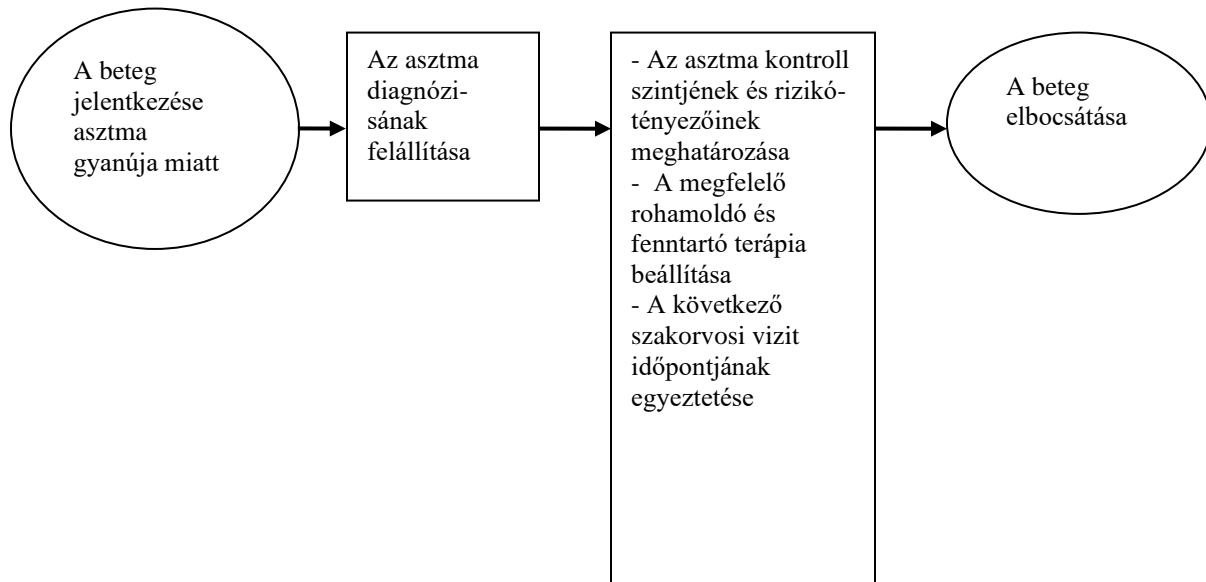 A beteg
jelentkezése
asztma
gyanúja miatt
Az asztma
diagnózi-
sának
felállítása
- Az asztma kontroll
szintjének és rizikó-
tényezőinek
meghatározása
- A megfelelő
rohamoldó és
fenntartó terápia
beállítása
- A következő
szakorvosi vizit
időpontjának
egyeztetése
A beteg
elbocsátása